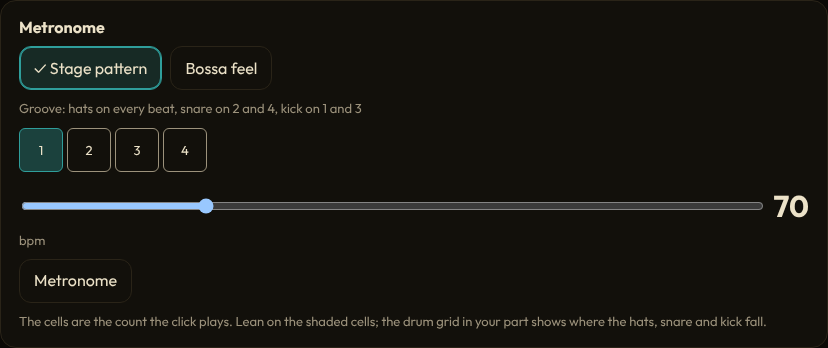 Metronome
✓ Stage pattern
Bossa feel
Groove: hats on every beat, snare on 2 and 4, kick on 1 and 3
1 2 3 4
70
bpm
Metronome
The cells are the count the click plays. Lean on the shaded cells; the drum grid in your part shows where the hats, snare and kick fall.